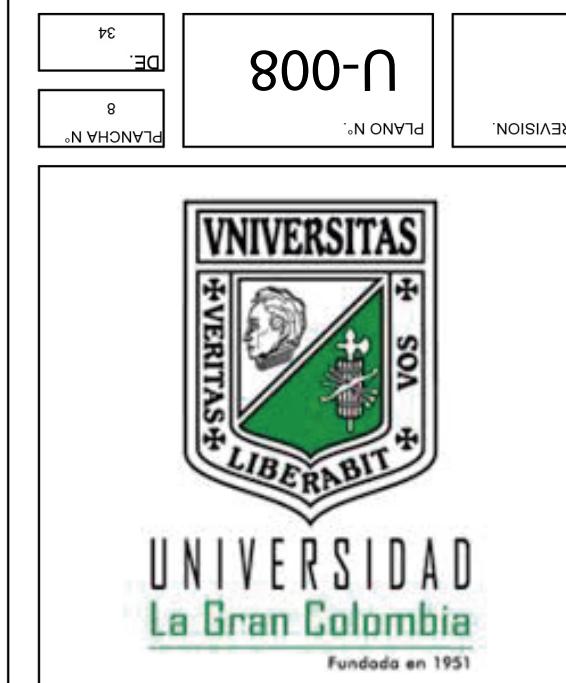 34
DE.
8
PLANCHA N°
U-008
PLANO N°.
REVISION.
VNIVERSITAS
VERITAS
LIBERABIT
VOS
UNIVERSIDAD
La Gran Colombia
Fundada en 1951